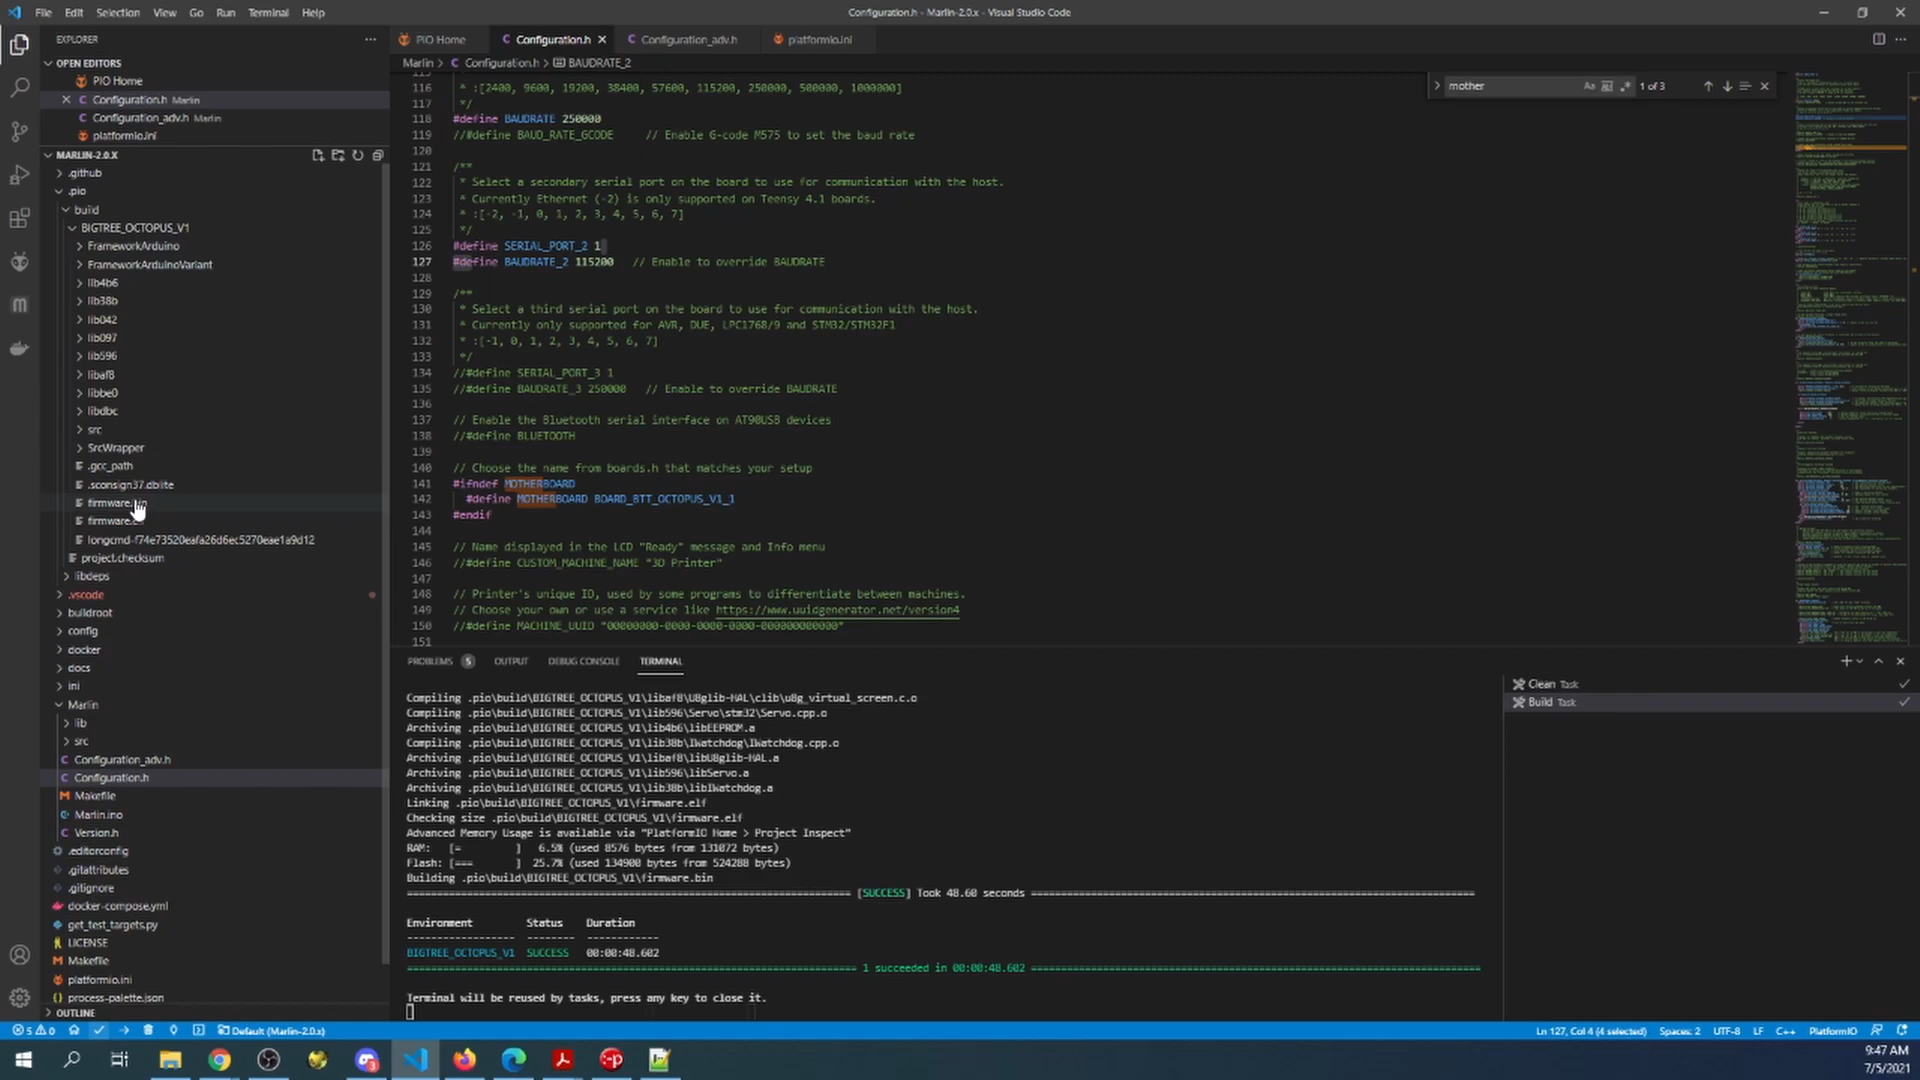 File Edit Selection View Go Run Terminal Help
Configuration.h - Marlin-2.0.x - Visual Studio Code
EXPLORER
OPEN EDITORS
PIO Home
Configuration.h Marlin
Configuration_adv.h Marlin
platformio.ini
MARLIN-2.0.X
.github
.pio
build
BIGTREE_OCTOPUS_V1
FrameworkArduino
FrameworkArduinoVariant
lib4b6
lib38b
lib042
lib097
lib596
libaf8
libbe0
libdbc
src
SrcWrapper
.gcc_path
.sconsign37.dblite
longcmd-f74e73520eafa26d6ec5270eae1a9d12
project.checksum
libdeps
.vscode
buildroot
config
docker
docs
ini
Marlin
lib
src
Configuration_adv.h
Configuration.h
Makefile
Marlin.ino
Version.h
.editorconfig
.gitattributes
.gitignore
docker-compose.yml
get_test_targets.py
LICENSE
Makefile
platformio.ini
process-palette.json
OUTLINE
PIO Home Configuration.h Configuration_adv.h platformio.ini
Marlin > Configuration.h > BAUDRATE_2
mother Aa 1 of 3
116 * :[2400, 9600, 19200, 38400, 57600, 115200, 250000, 500000, 1000000]
117 */
118 #define BAUDRATE 250000
119 //#define BAUD_RATE_GCODE // Enable G-code M575 to set the baud rate
120
121 /**
122 * Select a secondary serial port on the board to use for communication with the host.
123 * Currently Ethernet (-2) is only supported on Teensy 4.1 boards.
124 * :[-2, -1, 0, 1, 2, 3, 4, 5, 6, 7]
125 */
126 #define SERIAL_PORT_2 1
127 #define BAUDRATE_2 115200 // Enable to override BAUDRATE
128
129 /**
130 * Select a third serial port on the board to use for communication with the host.
131 * Currently only supported for AVR, DUE, LPC1768/9 and STM32/STM32F1
132 * :[-1, 0, 1, 2, 3, 4, 5, 6, 7]
133 */
134 //#define SERIAL_PORT_3 1
135 //#define BAUDRATE_3 250000 // Enable to override BAUDRATE
136
137 // Enable the Bluetooth serial interface on AT90USB devices
138 //#define BLUETOOTH
139
140 // Choose the name from boards.h that matches your setup
141 #ifndef MOTHERBOARD
142 #define MOTHERBOARD BOARD_BTT_OCTOPUS_V1_1
143 #endif
144
145 // Name displayed in the LCD "Ready" message and Info menu
146 //#define CUSTOM_MACHINE_NAME "3D Printer"
147
148 // Printer's unique ID, used by some programs to differentiate between machines.
149 // Choose your own or use a service like https://www.uuidgenerator.net/version4
150 //#define MACHINE_UUID "00000000-0000-0000-0000-000000000000"
151
PROBLEMS 5 OUTPUT DEBUG CONSOLE TERMINAL
Compiling .pio\build\BIGTREE_OCTOPUS_V1\libaf8\U8glib-HAL\clib\u8g_virtual_screen.c.o
Compiling .pio\build\BIGTREE_OCTOPUS_V1\lib596\Servo\stm32\Servo.cpp.o
Archiving .pio\build\BIGTREE_OCTOPUS_V1\lib4b6\libEEPROM.a
Compiling .pio\build\BIGTREE_OCTOPUS_V1\lib38b\IWatchdog\IWatchdog.cpp.o
Archiving .pio\build\BIGTREE_OCTOPUS_V1\libaf8\libU8glib-HAL.a
Archiving .pio\build\BIGTREE_OCTOPUS_V1\lib596\libServo.a
Archiving .pio\build\BIGTREE_OCTOPUS_V1\lib38b\libIWatchdog.a
Linking .pio\build\BIGTREE_OCTOPUS_V1\firmware.elf
Checking size .pio\build\BIGTREE_OCTOPUS_V1\firmware.elf
Advanced Memory Usage is available via "PlatformIO Home > Project Inspect"
RAM: [= ] 6.5% (used 8576 bytes from 131072 bytes)
Flash: [=== ] 25.7% (used 134900 bytes from 524288 bytes)
Building .pio\build\BIGTREE_OCTOPUS_V1\firmware.bin
[SUCCESS] Took 48.60 seconds
Environment Status Duration
BIGTREE_OCTOPUS_V1 SUCCESS 00:00:48.602
1 succeeded in 00:00:48.602
Terminal will be reused by tasks, press any key to close it.
Clean Task
Build Task
5 0 Default (Marlin-2.0.x)
Ln 127, Col 4 (4 selected) Spaces: 2 UTF-8 LF C++ PlatformIO
9:47 AM
7/5/2021